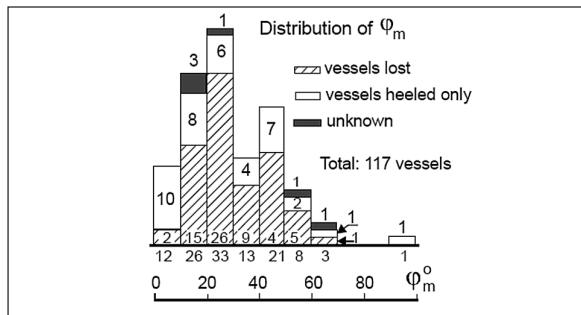 1
Distribution of φm
3
6
vessels lost
8
vessels heeled only
7
unknown
4
Total: 117 vessels
10
1
2
1
1
1
2 15 26 9 4 5 1
12 26 33 13 21 8 3 1
φm°
0 20 40 60 80